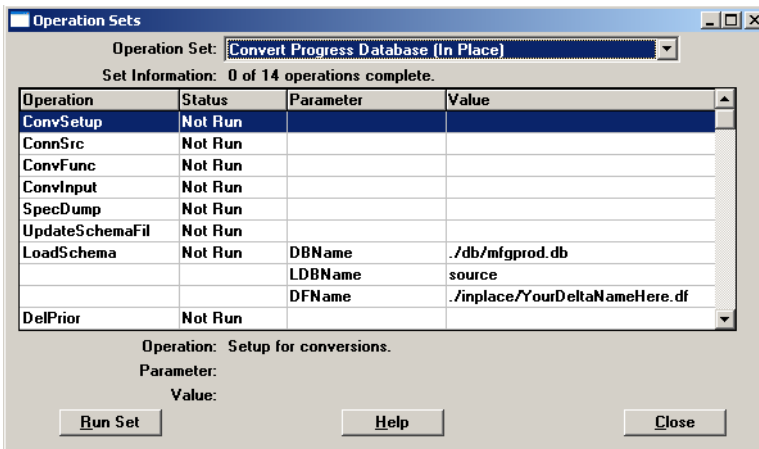 Operation Sets
Operation Set: Convert Progress Database (In Place)
Set Information: 0 of 14 operations complete.
Operation Status Parameter Value
ConvSetup Not Run
ConnSrc Not Run
ConvFunc Not Run
ConvInput Not Run
SpecDump Not Run
UpdateSchemaFil Not Run
LoadSchema Not Run DBName ./db/mfgprod.db
LDBName source
DFName ./inplace/YourDeltaNameHere.df
DelPrior Not Run
Operation: Setup for conversions.
Parameter:
Value:
Run Set Help Close